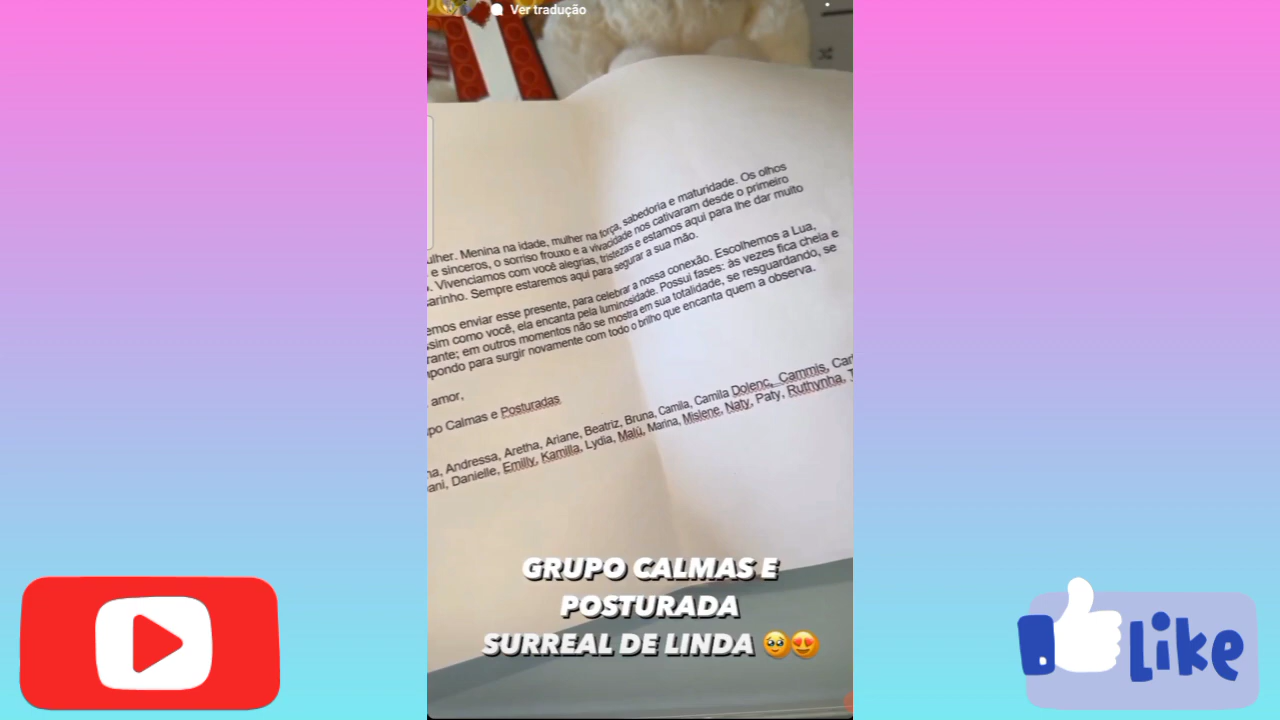 Ver tradução
ulher. Menina na idade, mulher na força, sabedoria e maturidade. Os olhos
e sinceros, o sorriso frouxo e a vivacidade nos cativaram desde o primeiro
. Vivenciamos com você alegrias, tristezas e estamos aqui para lhe dar muito
arinho. Sempre estaremos aqui para segurar a sua mão.
emos enviar esse presente, para celebrar a nossa conexão. Escolhemos a Lua,
ssim como você, ela encanta pela luminosidade. Possui fases: às vezes fica cheia e
rante; em outros momentos não se mostra em sua totalidade, se resguardando, se
pondo para surgir novamente com todo o brilho que encanta quem a observa.
amor,
po Calmas e Posturadas
na, Andressa, Aretha, Ariane, Beatriz, Bruna, Camila, Camila Dolenc, Cammis, Car
ani, Danielle, Emilly, Kamilla, Lydia, Malú, Marina, Mislene, Naty, Paty, Ruthynha, T
GRUPO CALMAS E
POSTURADA
SURREAL DE LINDA 🥹😍
Like